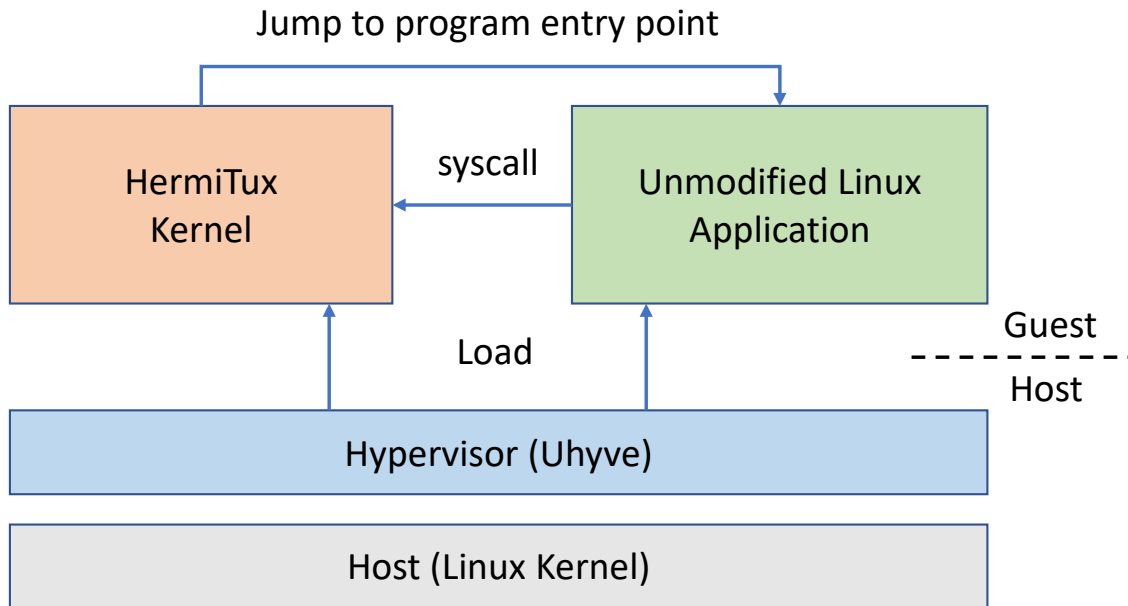 Jump to program entry point
HermiTux
Kernel
syscall
Unmodified Linux
Application
Load
Guest
Host
Hypervisor (Uhyve)
Host (Linux Kernel)